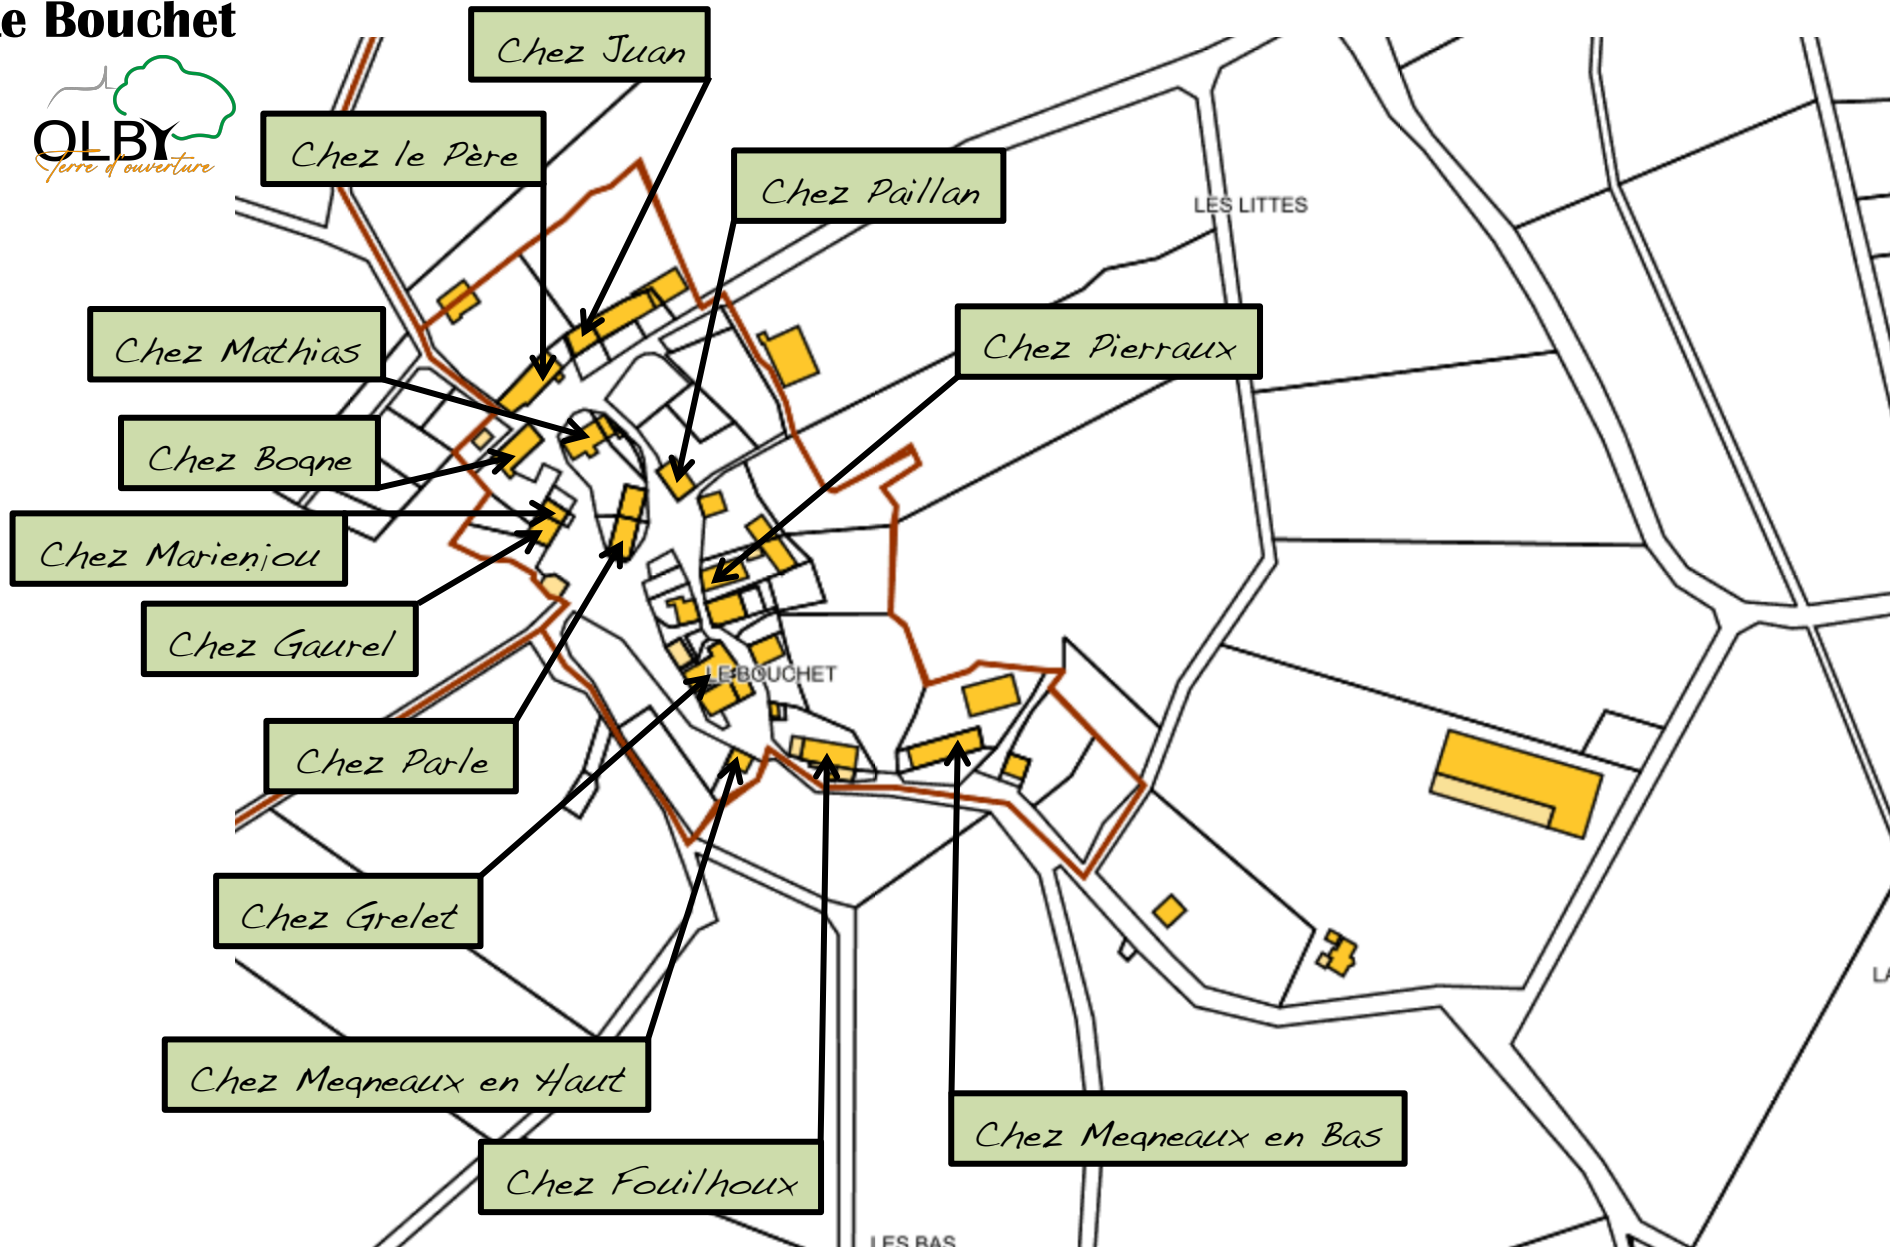 le Bouchet
Chez Juan
OLBY
Terre d'ouverture
Chez le Père
Chez Paillan
LES LITTES
Chez Mathias
Chez Pierraux
Chez Bogne
Chez Marienjou
Chez Gaurel
LE BOUCHET
Chez Parle
Chez Grelet
LA
Chez Megneaux en Haut
Chez Megneaux en Bas
Chez Fouilhoux
LES BAS